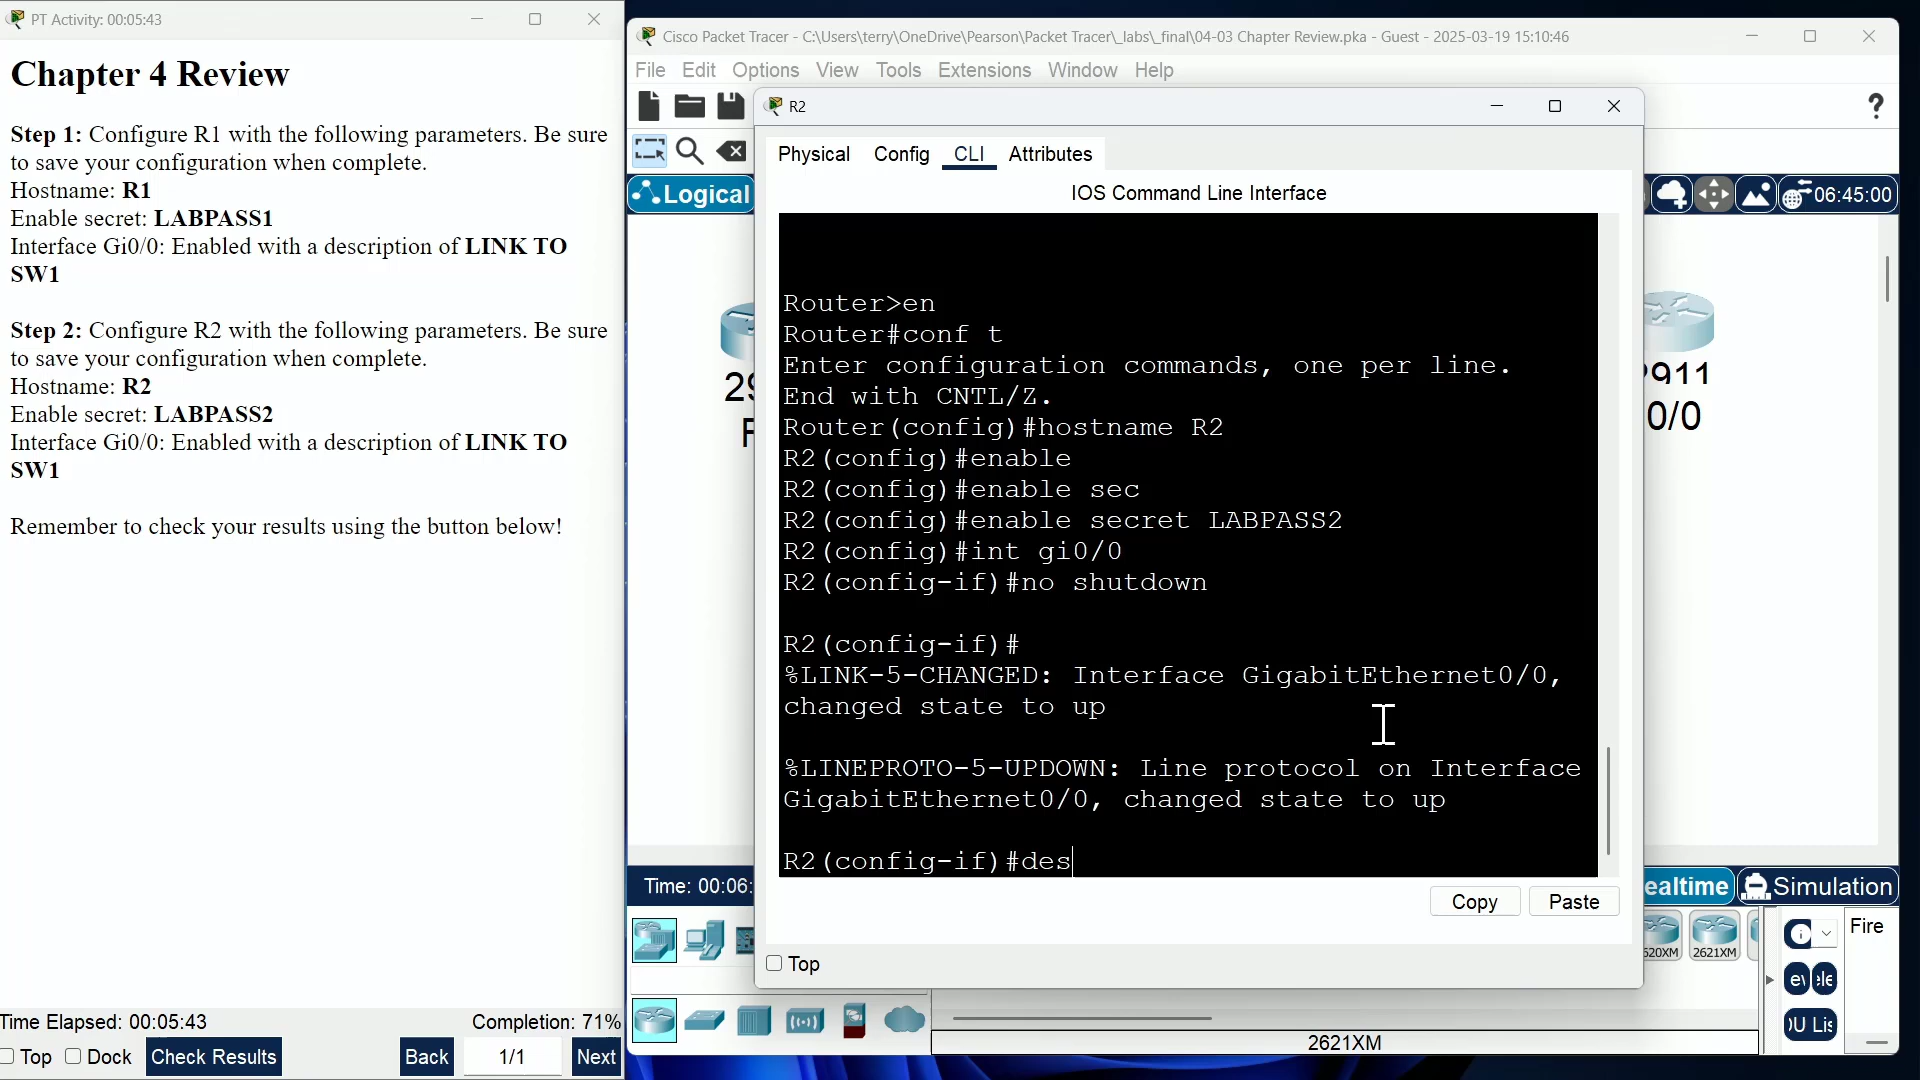 PT Activity: 00:05:43
Chapter 4 Review
Step 1: Configure R1 with the following parameters. Be sure
to save your configuration when complete.
Hostname: R1
Enable secret: LABPASS1
Interface Gi0/0: Enabled with a description of LINK TO
SW1
Step 2: Configure R2 with the following parameters. Be sure
to save your configuration when complete.
Hostname: R2
Enable secret: LABPASS2
Interface Gi0/0: Enabled with a description of LINK TO
SW1
Remember to check your results using the button below!
Time Elapsed: 00:05:43
Completion: 71%
Top
Dock
Check Results
Back
1/1
Next
Cisco Packet Tracer - C:\Users\terry\OneDrive\Pearson\Packet Tracer\_labs\_final\04-03 Chapter Review.pka - Guest - 2025-03-19 15:10:46
File Edit Options View Tools Extensions Window Help
Logical
06:45:00
R2
Physical Config CLI Attributes
IOS Command Line Interface
Router>en
Router#conf t
Enter configuration commands, one per line.
End with CNTL/Z.
Router(config)#hostname R2
R2(config)#enable
R2(config)#enable sec
R2(config)#enable secret LABPASS2
R2(config)#int gi0/0
R2(config-if)#no shutdown
R2(config-if)#
%LINK-5-CHANGED: Interface GigabitEthernet0/0,
changed state to up
%LINEPROTO-5-UPDOWN: Line protocol on Interface
GigabitEthernet0/0, changed state to up
R2(config-if)#des
Copy
Paste
Top
29
911
0/0
Time: 00:06:
ealtime
Simulation
20XM
2621XM
Fire
2621XM